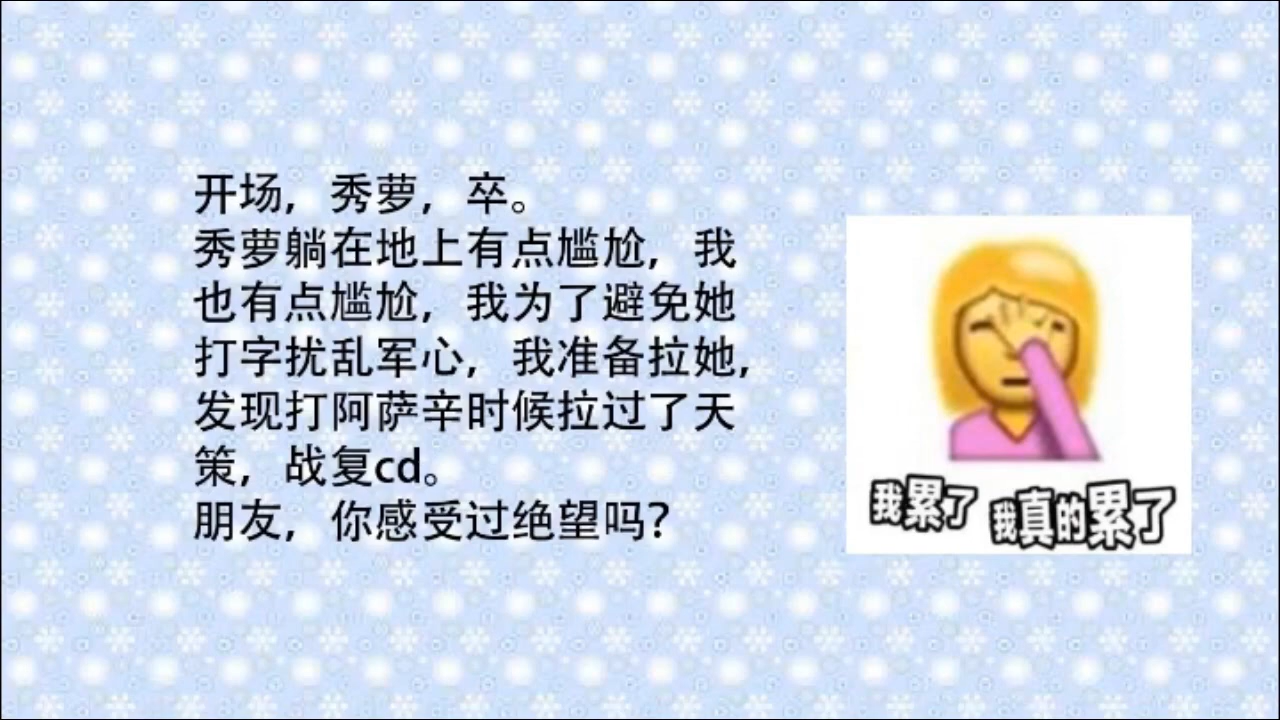 开场，秀萝，卒。
秀萝躺在地上有点尴尬，我
也有点尴尬，我为了避免她
打字扰乱军心，我准备拉她，
发现打阿萨辛时候拉过了天
策，战复cd。
朋友，你感受过绝望吗？
我累了 我真的累了